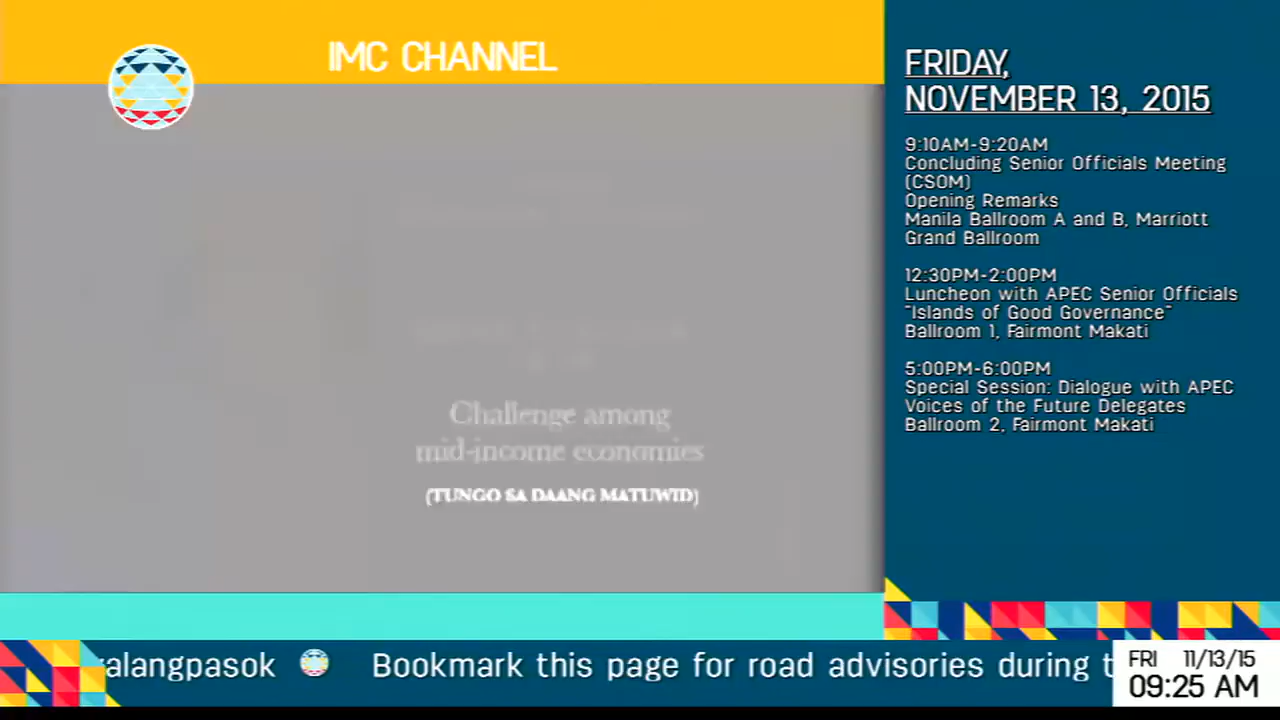 IMC CHANNEL
Challenge among
mid-income economies
(TUNGO SA DAANG MATUWID)
FRIDAY,
NOVEMBER 13, 2015
9:10AM-9:20AM
Concluding Senior Officials Meeting
(CSOM)
Opening Remarks
Manila Ballroom A and B, Marriott
Grand Ballroom
12:30PM-2:00PM
Luncheon with APEC Senior Officials
"Islands of Good Governance"
Ballroom 1, Fairmont Makati
5:00PM-6:00PM
Special Session: Dialogue with APEC
Voices of the Future Delegates
Ballroom 2, Fairmont Makati
alangpasok Bookmark this page for road advisories during t
FRI 11/13/15
09:25 AM